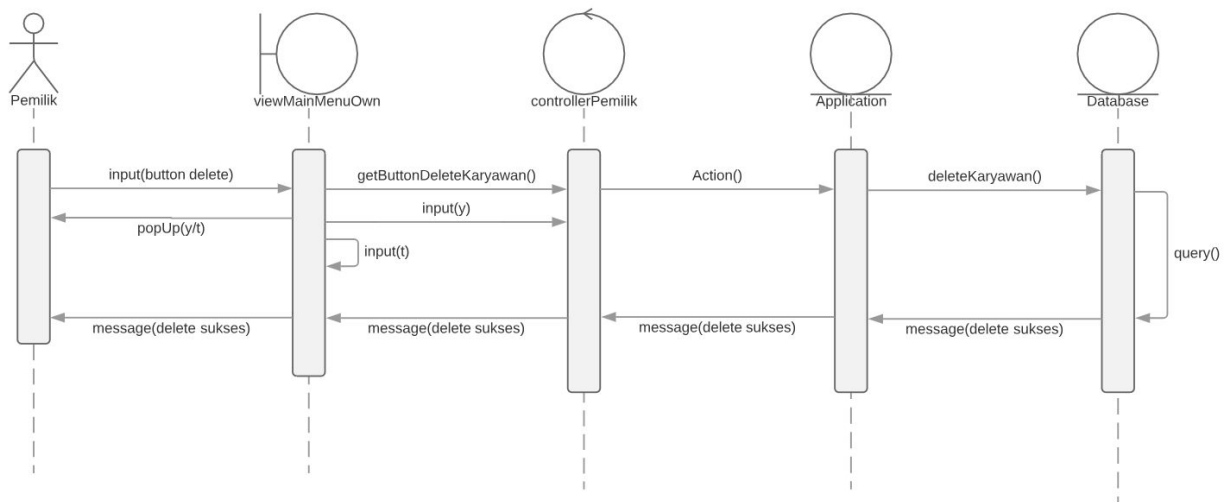 Pemilik
viewMainMenuOwn
controllerPemilik
Application
Database
input(button delete)
getButtonDeleteKaryawan()
Action()
deleteKaryawan()
popUp(y/t)
input(y)
input(t)
query()
message(delete sukses)
message(delete sukses)
message(delete sukses)
message(delete sukses)